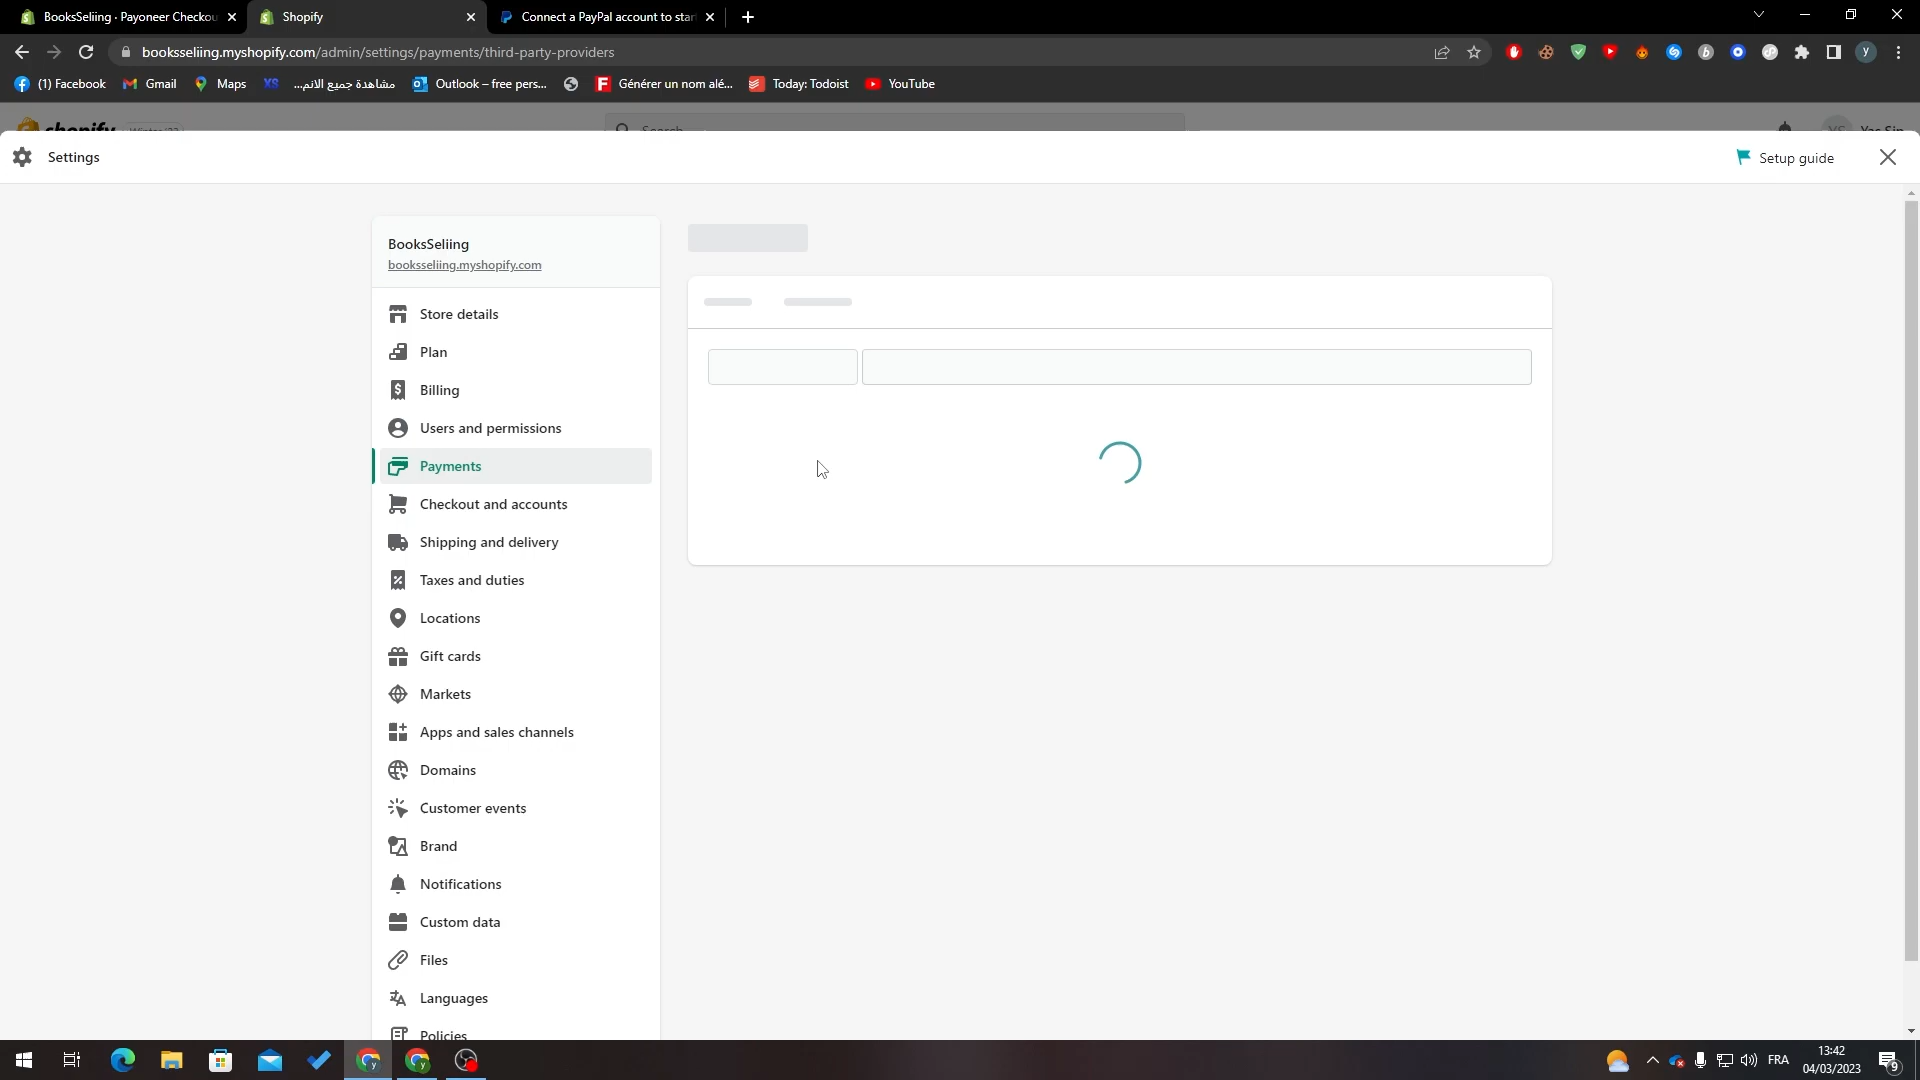 BooksSeliing · Payoneer Checkou
Shopify
Connect a PayPal account to star
booksseliing.myshopify.com/admin/settings/payments/third-party-providers
(1) Facebook
Gmail
Maps
XS
مشاهدة جميع الانم...
Outlook – free pers...
Générer un nom alé...
Today: Todoist
YouTube
shopify
Search
Settings
Setup guide
BooksSeliing
booksseliing.myshopify.com
Store details
Plan
Billing
Users and permissions
Payments
Checkout and accounts
Shipping and delivery
Taxes and duties
Locations
Gift cards
Markets
Apps and sales channels
Domains
Customer events
Brand
Notifications
Custom data
Files
Languages
Policies
FRA
13:42
04/03/2023
9